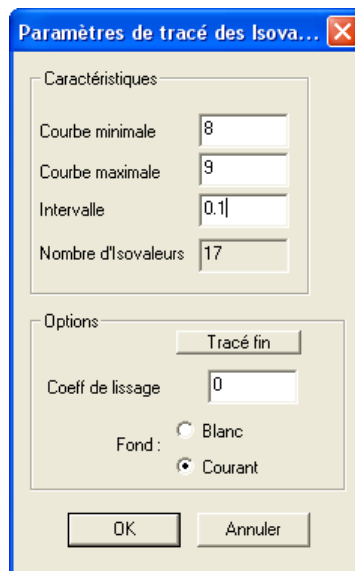 Paramètres de tracé des Isova...
Caractéristiques
Courbe minimale 8
Courbe maximale 9
Intervalle 0.1
Nombre d'Isovaleurs 17
Options
Tracé fin
Coeff de lissage 0
Fond : Blanc
Courant
OK Annuler